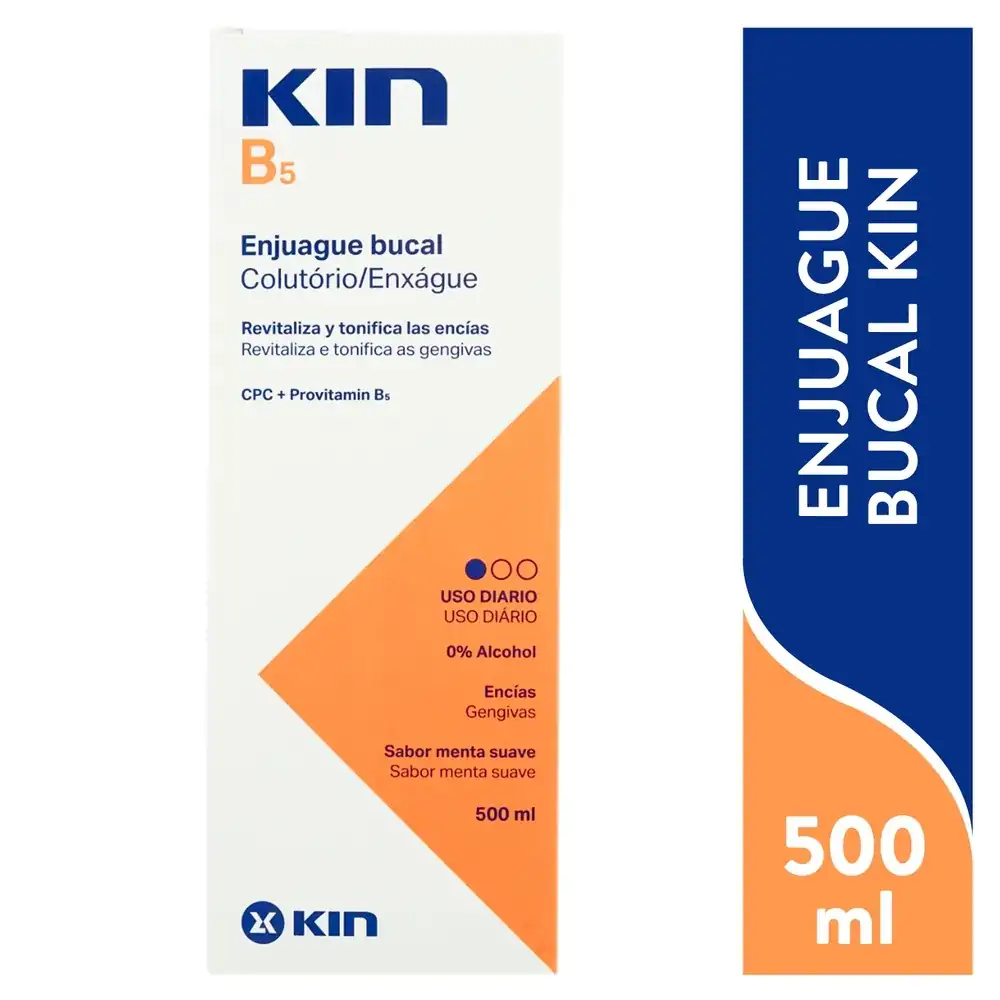 KIN
B5
Enjuague bucal
Colutório/Enxágue
Revitaliza y tonifica las encías
Revitaliza e tonifica as gengivas
CPC + Provitamin B5
USO DIARIO
USO DIÁRIO
0% Alcohol
Encías
Gengivas
Sabor menta suave
Sabor menta suave
500 ml
KIN
ENJUAGUE
BUCAL KIN
500
ml